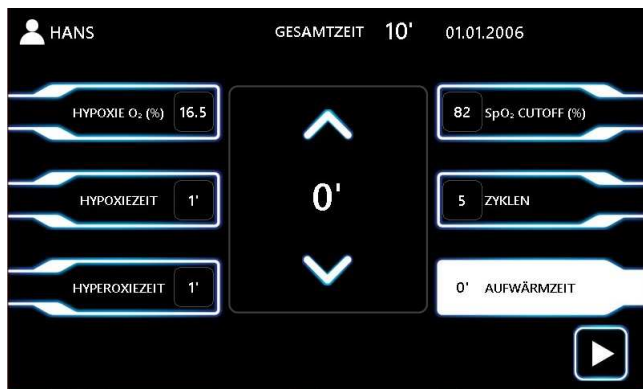 HANS GESAMTZEIT 10' 01.01.2006
HYPOXIE O₂ (%) 16.5
82 SpO₂ CUTOFF (%)
HYPOXIEZEIT 1'
0'
5 ZYKLEN
HYPEROXIEZEIT 1'
0' AUFWÄRMZEIT